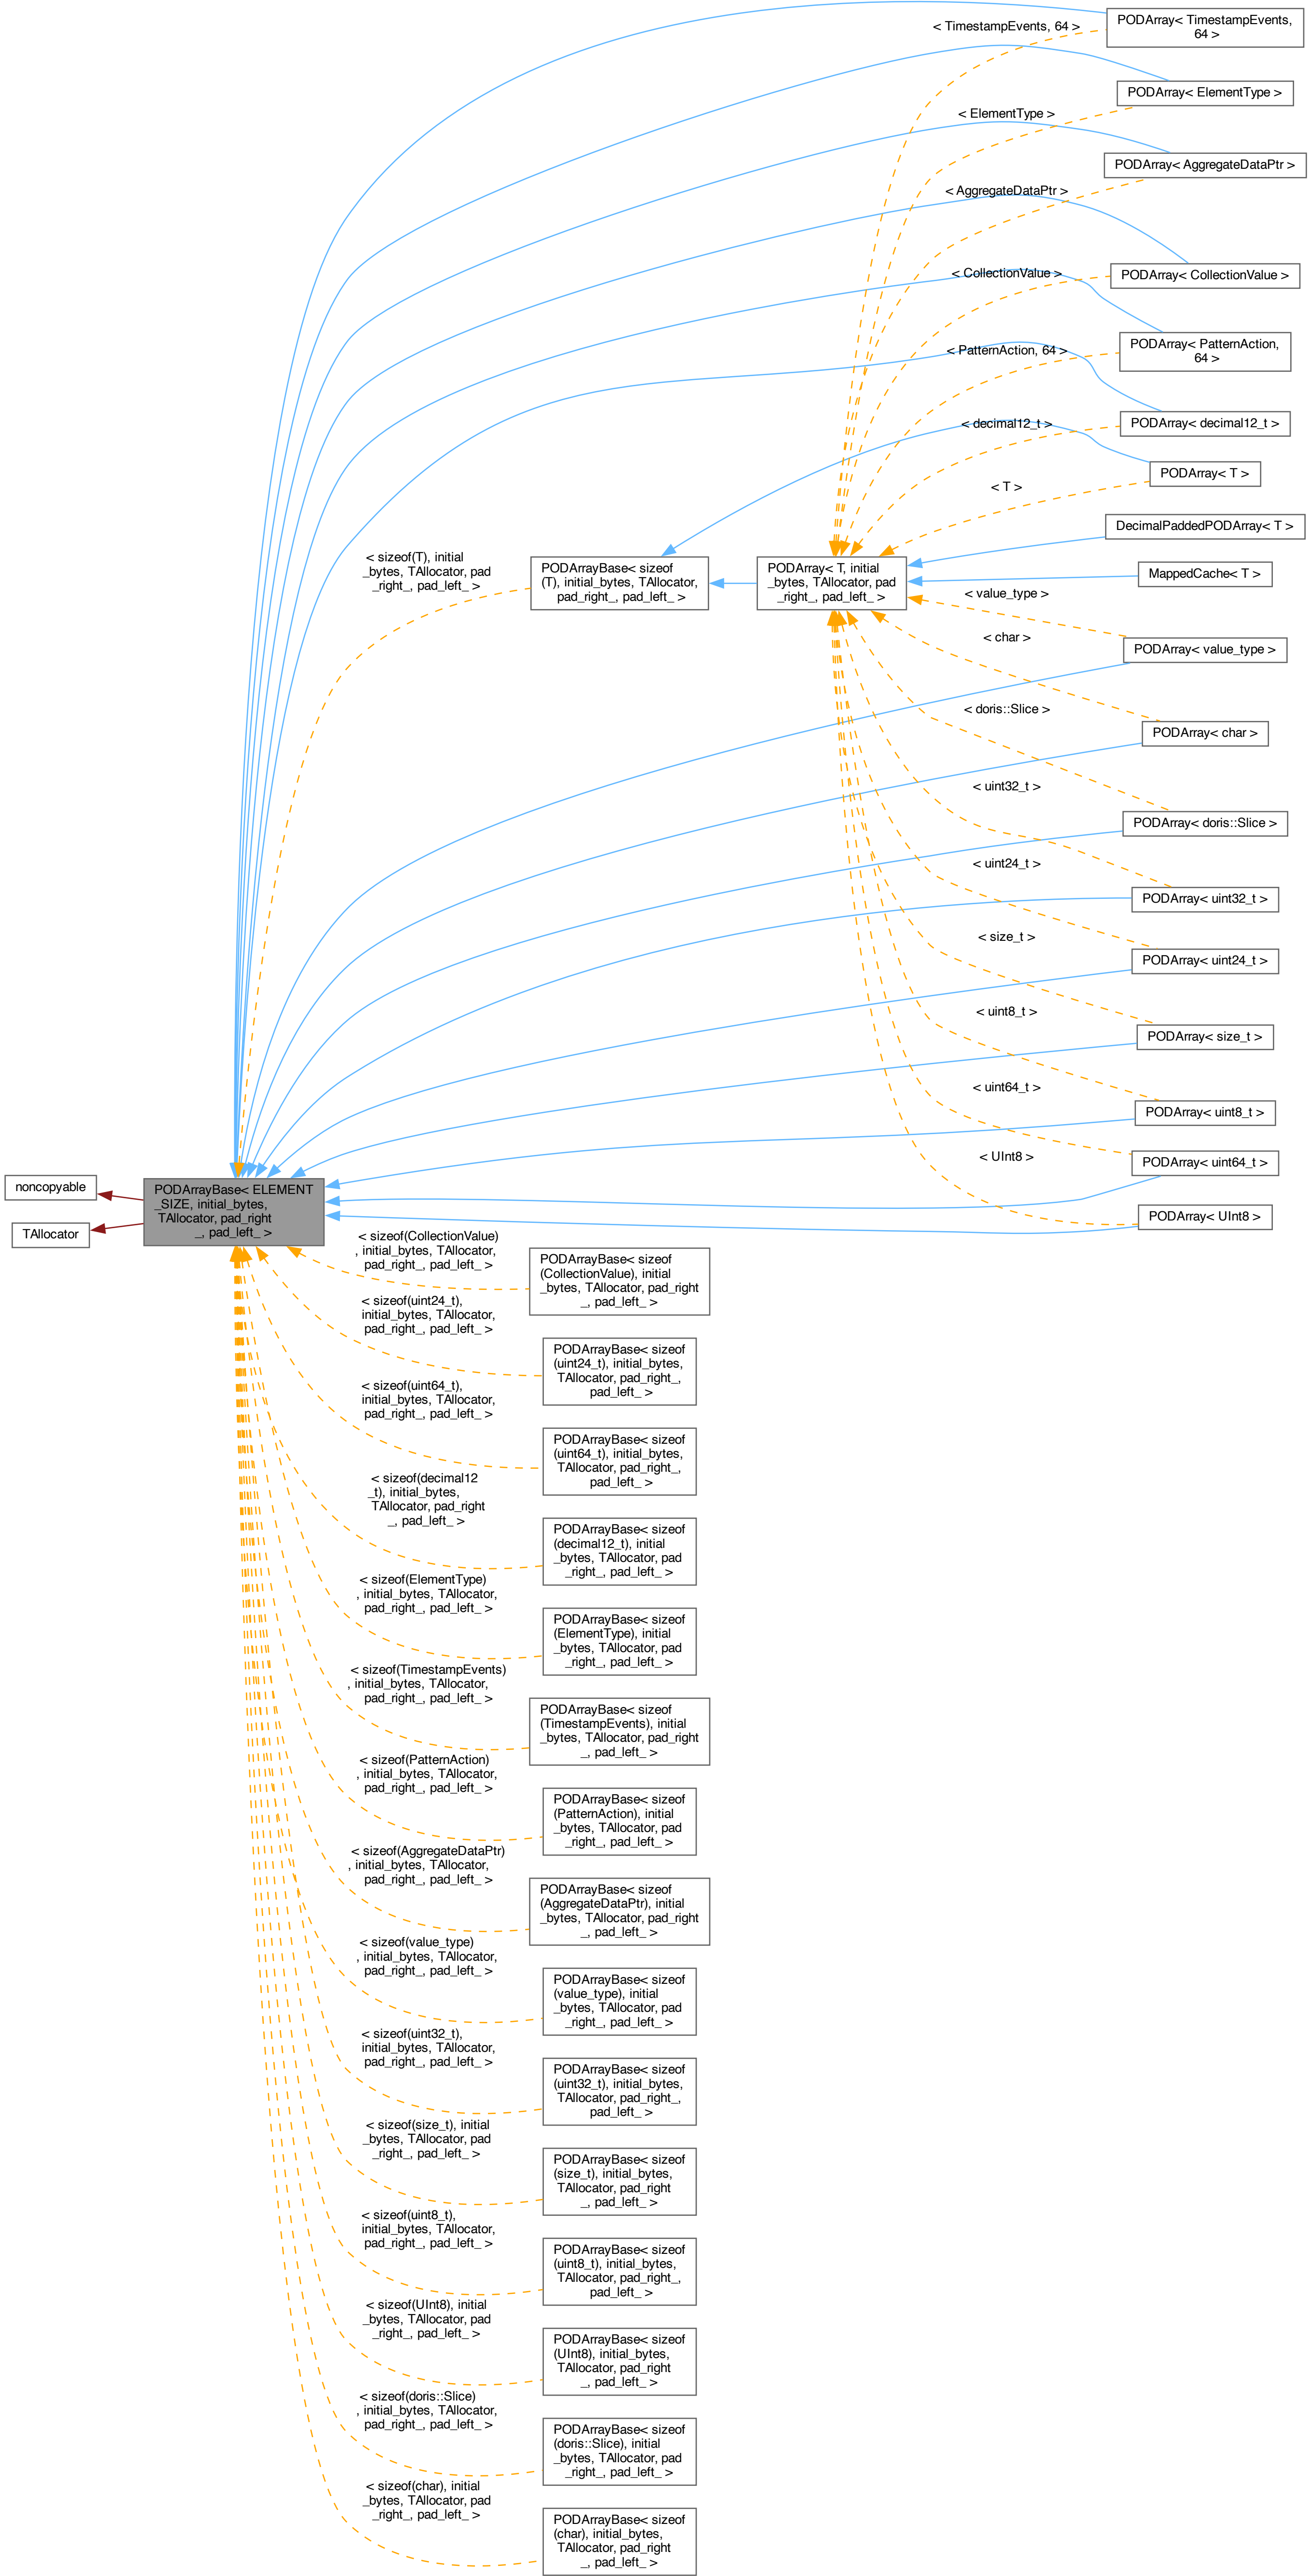 < TimestampEvents, 64 >
PODArray< TimestampEvents,
64 >
PODArray< ElementType >
< ElementType >
PODArray< AggregateDataPtr >
< AggregateDataPtr >
< CollectionValue >
PODArray< CollectionValue >
PODArray< PatternAction,
64 >
< PatternAction, 64 >
< decimal12_t >
PODArray< decimal12_t >
PODArray< T >
< T >
DecimalPaddedPODArray< T >
< sizeof(T), initial
_bytes, TAllocator, pad
_right_, pad_left_ >
PODArrayBase< sizeof
(T), initial_bytes, TAllocator,
pad_right_, pad_left_ >
PODArray< T, initial
_bytes, TAllocator, pad
_right_, pad_left_ >
MappedCache< T >
< value_type >
< char >
PODArray< value_type >
< doris::Slice >
PODArray< char >
< uint32_t >
PODArray< doris::Slice >
< uint24_t >
PODArray< uint32_t >
< size_t >
PODArray< uint24_t >
< uint8_t >
PODArray< size_t >
< uint64_t >
PODArray< uint8_t >
< UInt8 >
PODArray< uint64_t >
PODArray< UInt8 >
noncopyable
TAllocator
PODArrayBase< ELEMENT
_SIZE, initial_bytes,
TAllocator, pad_right
_, pad_left_ >
< sizeof(CollectionValue)
, initial_bytes, TAllocator,
pad_right_, pad_left_ >
PODArrayBase< sizeof
(CollectionValue), initial
_bytes, TAllocator, pad_right
_, pad_left_ >
< sizeof(uint24_t),
initial_bytes, TAllocator,
pad_right_, pad_left_ >
PODArrayBase< sizeof
(uint24_t), initial_bytes,
TAllocator, pad_right_,
pad_left_ >
< sizeof(uint64_t),
initial_bytes, TAllocator,
pad_right_, pad_left_ >
PODArrayBase< sizeof
(uint64_t), initial_bytes,
TAllocator, pad_right_,
pad_left_ >
< sizeof(decimal12
_t), initial_bytes,
TAllocator, pad_right
_, pad_left_ >
PODArrayBase< sizeof
(decimal12_t), initial
_bytes, TAllocator, pad
_right_, pad_left_ >
< sizeof(ElementType)
, initial_bytes, TAllocator,
pad_right_, pad_left_ >
PODArrayBase< sizeof
(ElementType), initial
_bytes, TAllocator, pad
_right_, pad_left_ >
< sizeof(TimestampEvents)
, initial_bytes, TAllocator,
pad_right_, pad_left_ >
PODArrayBase< sizeof
(TimestampEvents), initial
_bytes, TAllocator, pad_right
_, pad_left_ >
< sizeof(PatternAction)
, initial_bytes, TAllocator,
pad_right_, pad_left_ >
PODArrayBase< sizeof
(PatternAction), initial
_bytes, TAllocator, pad
_right_, pad_left_ >
< sizeof(AggregateDataPtr)
, initial_bytes, TAllocator,
pad_right_, pad_left_ >
PODArrayBase< sizeof
(AggregateDataPtr), initial
_bytes, TAllocator, pad_right
_, pad_left_ >
< sizeof(value_type)
, initial_bytes, TAllocator,
pad_right_, pad_left_ >
PODArrayBase< sizeof
(value_type), initial
_bytes, TAllocator, pad
_right_, pad_left_ >
< sizeof(uint32_t),
initial_bytes, TAllocator,
pad_right_, pad_left_ >
PODArrayBase< sizeof
(uint32_t), initial_bytes,
TAllocator, pad_right_,
pad_left_ >
< sizeof(size_t), initial
_bytes, TAllocator, pad
_right_, pad_left_ >
PODArrayBase< sizeof
(size_t), initial_bytes,
TAllocator, pad_right
_, pad_left_ >
< sizeof(uint8_t),
initial_bytes, TAllocator,
pad_right_, pad_left_ >
PODArrayBase< sizeof
(uint8_t), initial_bytes,
TAllocator, pad_right_,
pad_left_ >
< sizeof(UInt8), initial
_bytes, TAllocator, pad
_right_, pad_left_ >
PODArrayBase< sizeof
(UInt8), initial_bytes,
TAllocator, pad_right
_, pad_left_ >
< sizeof(doris::Slice)
, initial_bytes, TAllocator,
pad_right_, pad_left_ >
PODArrayBase< sizeof
(doris::Slice), initial
_bytes, TAllocator, pad
_right_, pad_left_ >
< sizeof(char), initial
_bytes, TAllocator, pad
_right_, pad_left_ >
PODArrayBase< sizeof
(char), initial_bytes,
TAllocator, pad_right
_, pad_left_ >